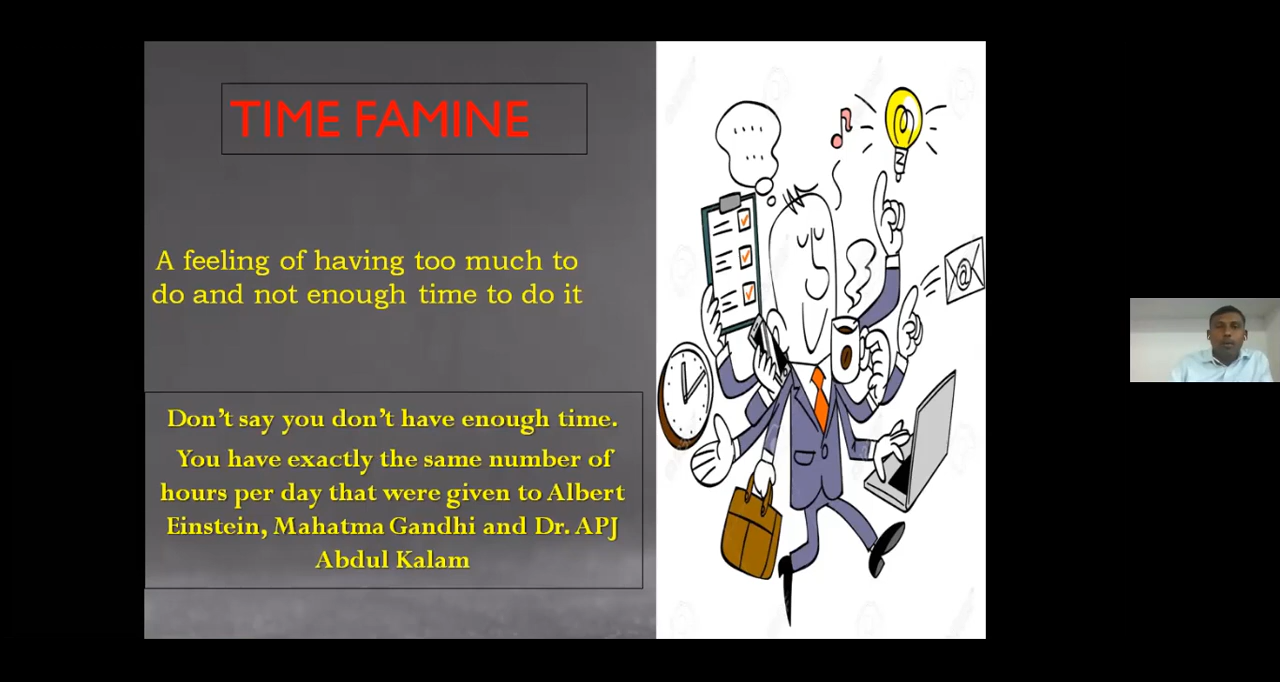 TIME FAMINE
A feeling of having too much to
do and not enough time to do it
Don't say you don't have enough time.
You have exactly the same number of
hours per day that were given to Albert
Einstein, Mahatma Gandhi and Dr. APJ
Abdul Kalam
@